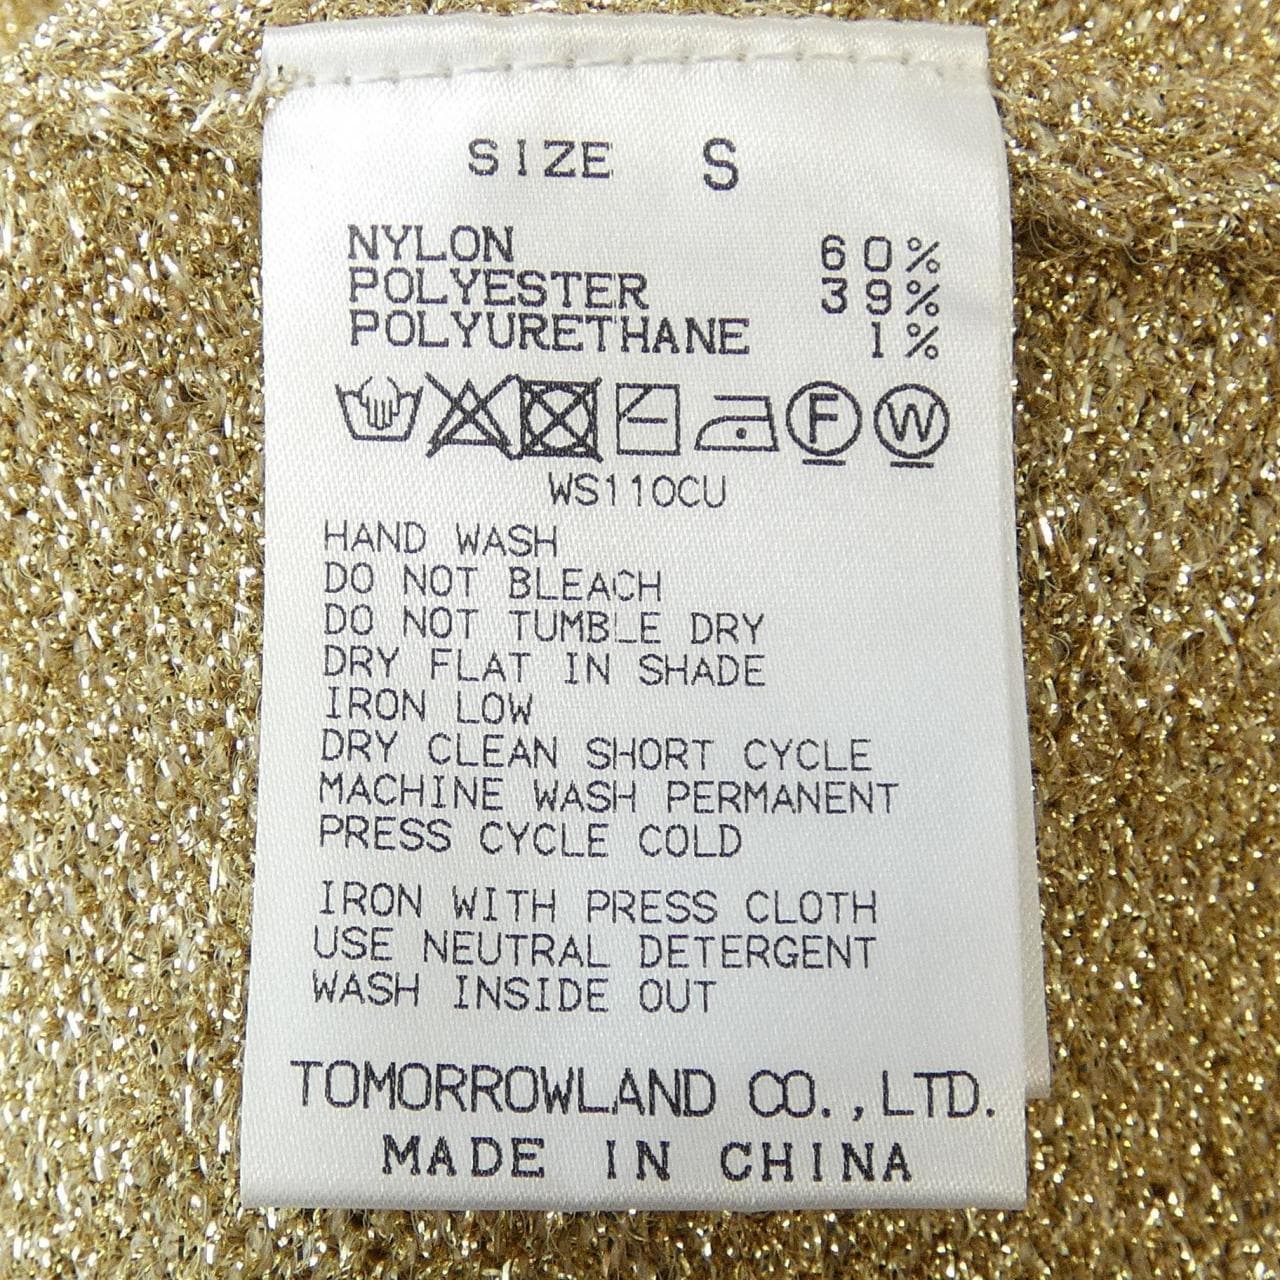 SIZE S
NYLON 60%
POLYESTER 39%
POLYURETHANE 1%
F W
WS110CU
HAND WASH
DO NOT BLEACH
DO NOT TUMBLE DRY
DRY FLAT IN SHADE
IRON LOW
DRY CLEAN SHORT CYCLE
MACHINE WASH PERMANENT
PRESS CYCLE COLD
IRON WITH PRESS CLOTH
USE NEUTRAL DETERGENT
WASH INSIDE OUT
TOMORROWLAND CO.,LTD.
MADE IN CHINA